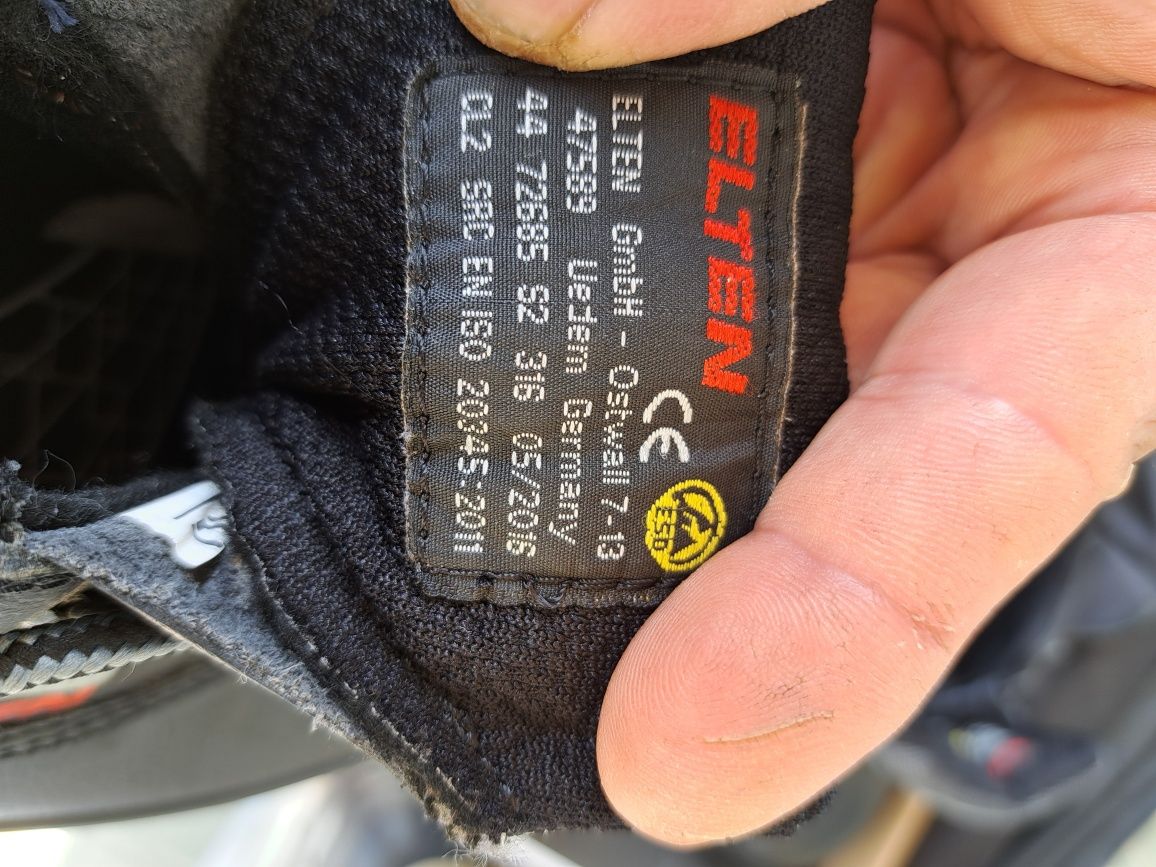 ELTEN
CE
ESD
ELTEN GmbH - Ostwall 7-13
47589 Uedem Germany
44 72685 S2 316 05/2016
CL2 SRC EN ISO 20345:2011